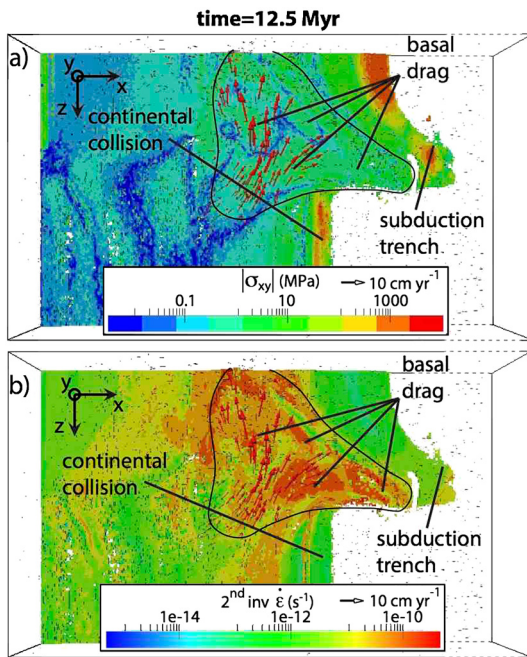 time=12.5 Myr
a)
y
x
z
basal
drag
continental
collision
subduction
trench
|σxy| (MPa)
10 cm yr⁻¹
0.1
10
1000
b)
y
x
z
basal
drag
continental
collision
subduction
trench
2ⁿᵈ inv ε̇ (s⁻¹)
10 cm yr⁻¹
1e-14
1e-12
1e-10